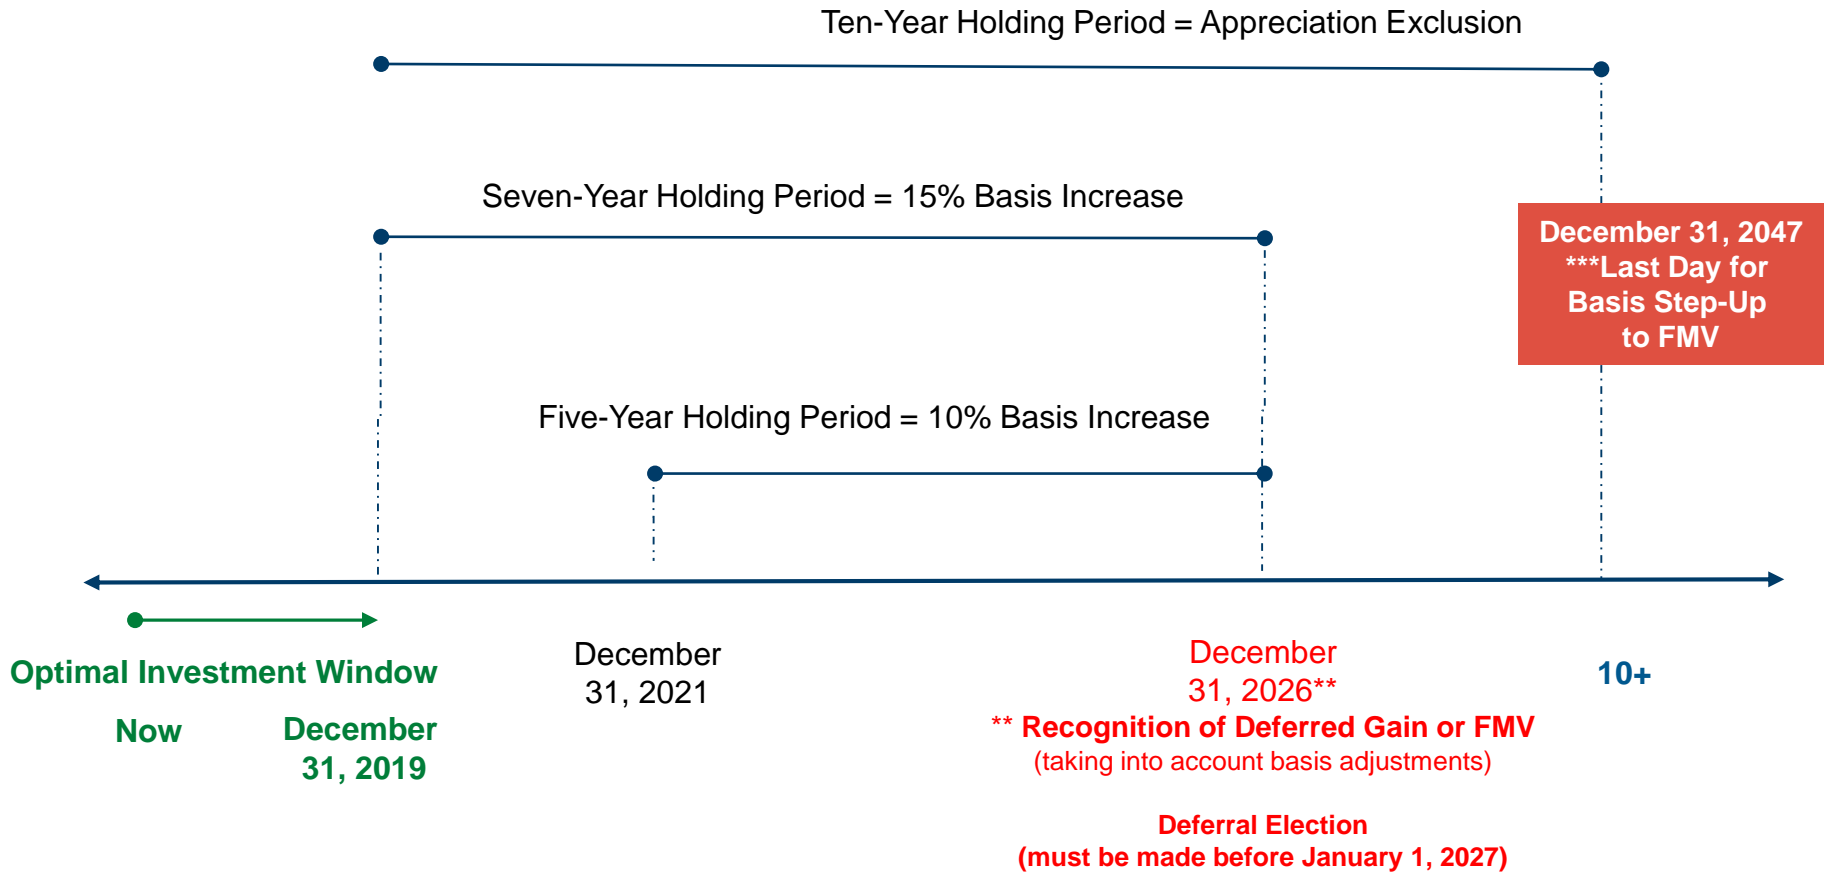 Ten-Year Holding Period = Appreciation Exclusion
Seven-Year Holding Period = 15% Basis Increase
December 31, 2047
***Last Day for
Basis Step-Up
to FMV
Five-Year Holding Period = 10% Basis Increase
Optimal Investment Window
Now
December
31, 2019
December
31, 2021
December
31, 2026**
** Recognition of Deferred Gain or FMV
(taking into account basis adjustments)
Deferral Election
(must be made before January 1, 2027)
10+